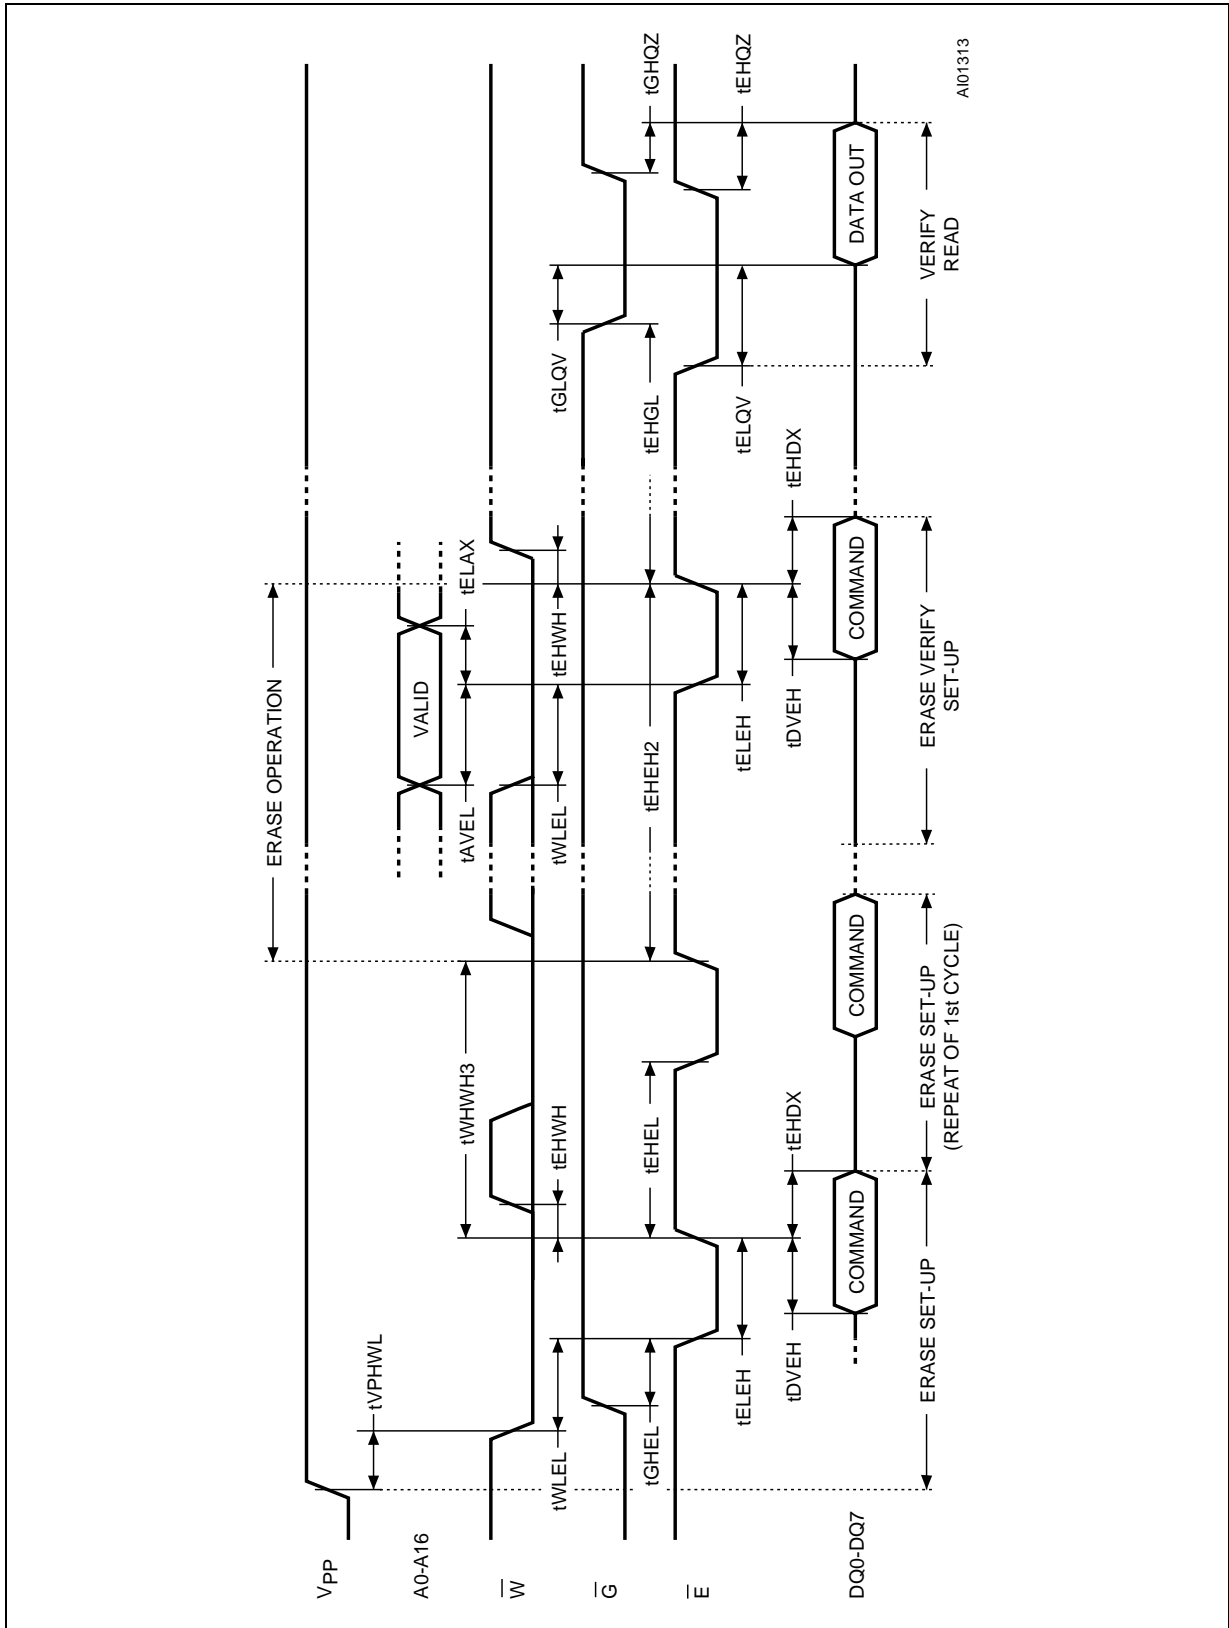 ERASE OPERATION
VPP
tVPHWL
A0-A16
VALID
tWHWH3
tAVEL
tELAX
W
tWLEL
tEHWH
tWLEL
tEHWH
tGLQV
G
tGHEL
tEHEL
tEHEH2
tEHGL
tGHQZ
E
tELEH
tELEH
tELQV
tEHQZ
tDVEH
tEHDX
tDVEH
tEHDX
DQ0-DQ7
COMMAND
COMMAND
COMMAND
DATA OUT
ERASE SET-UP
ERASE SET-UP
(REPEAT OF 1st CYCLE)
ERASE VERIFY
SET-UP
VERIFY
READ
AI01313